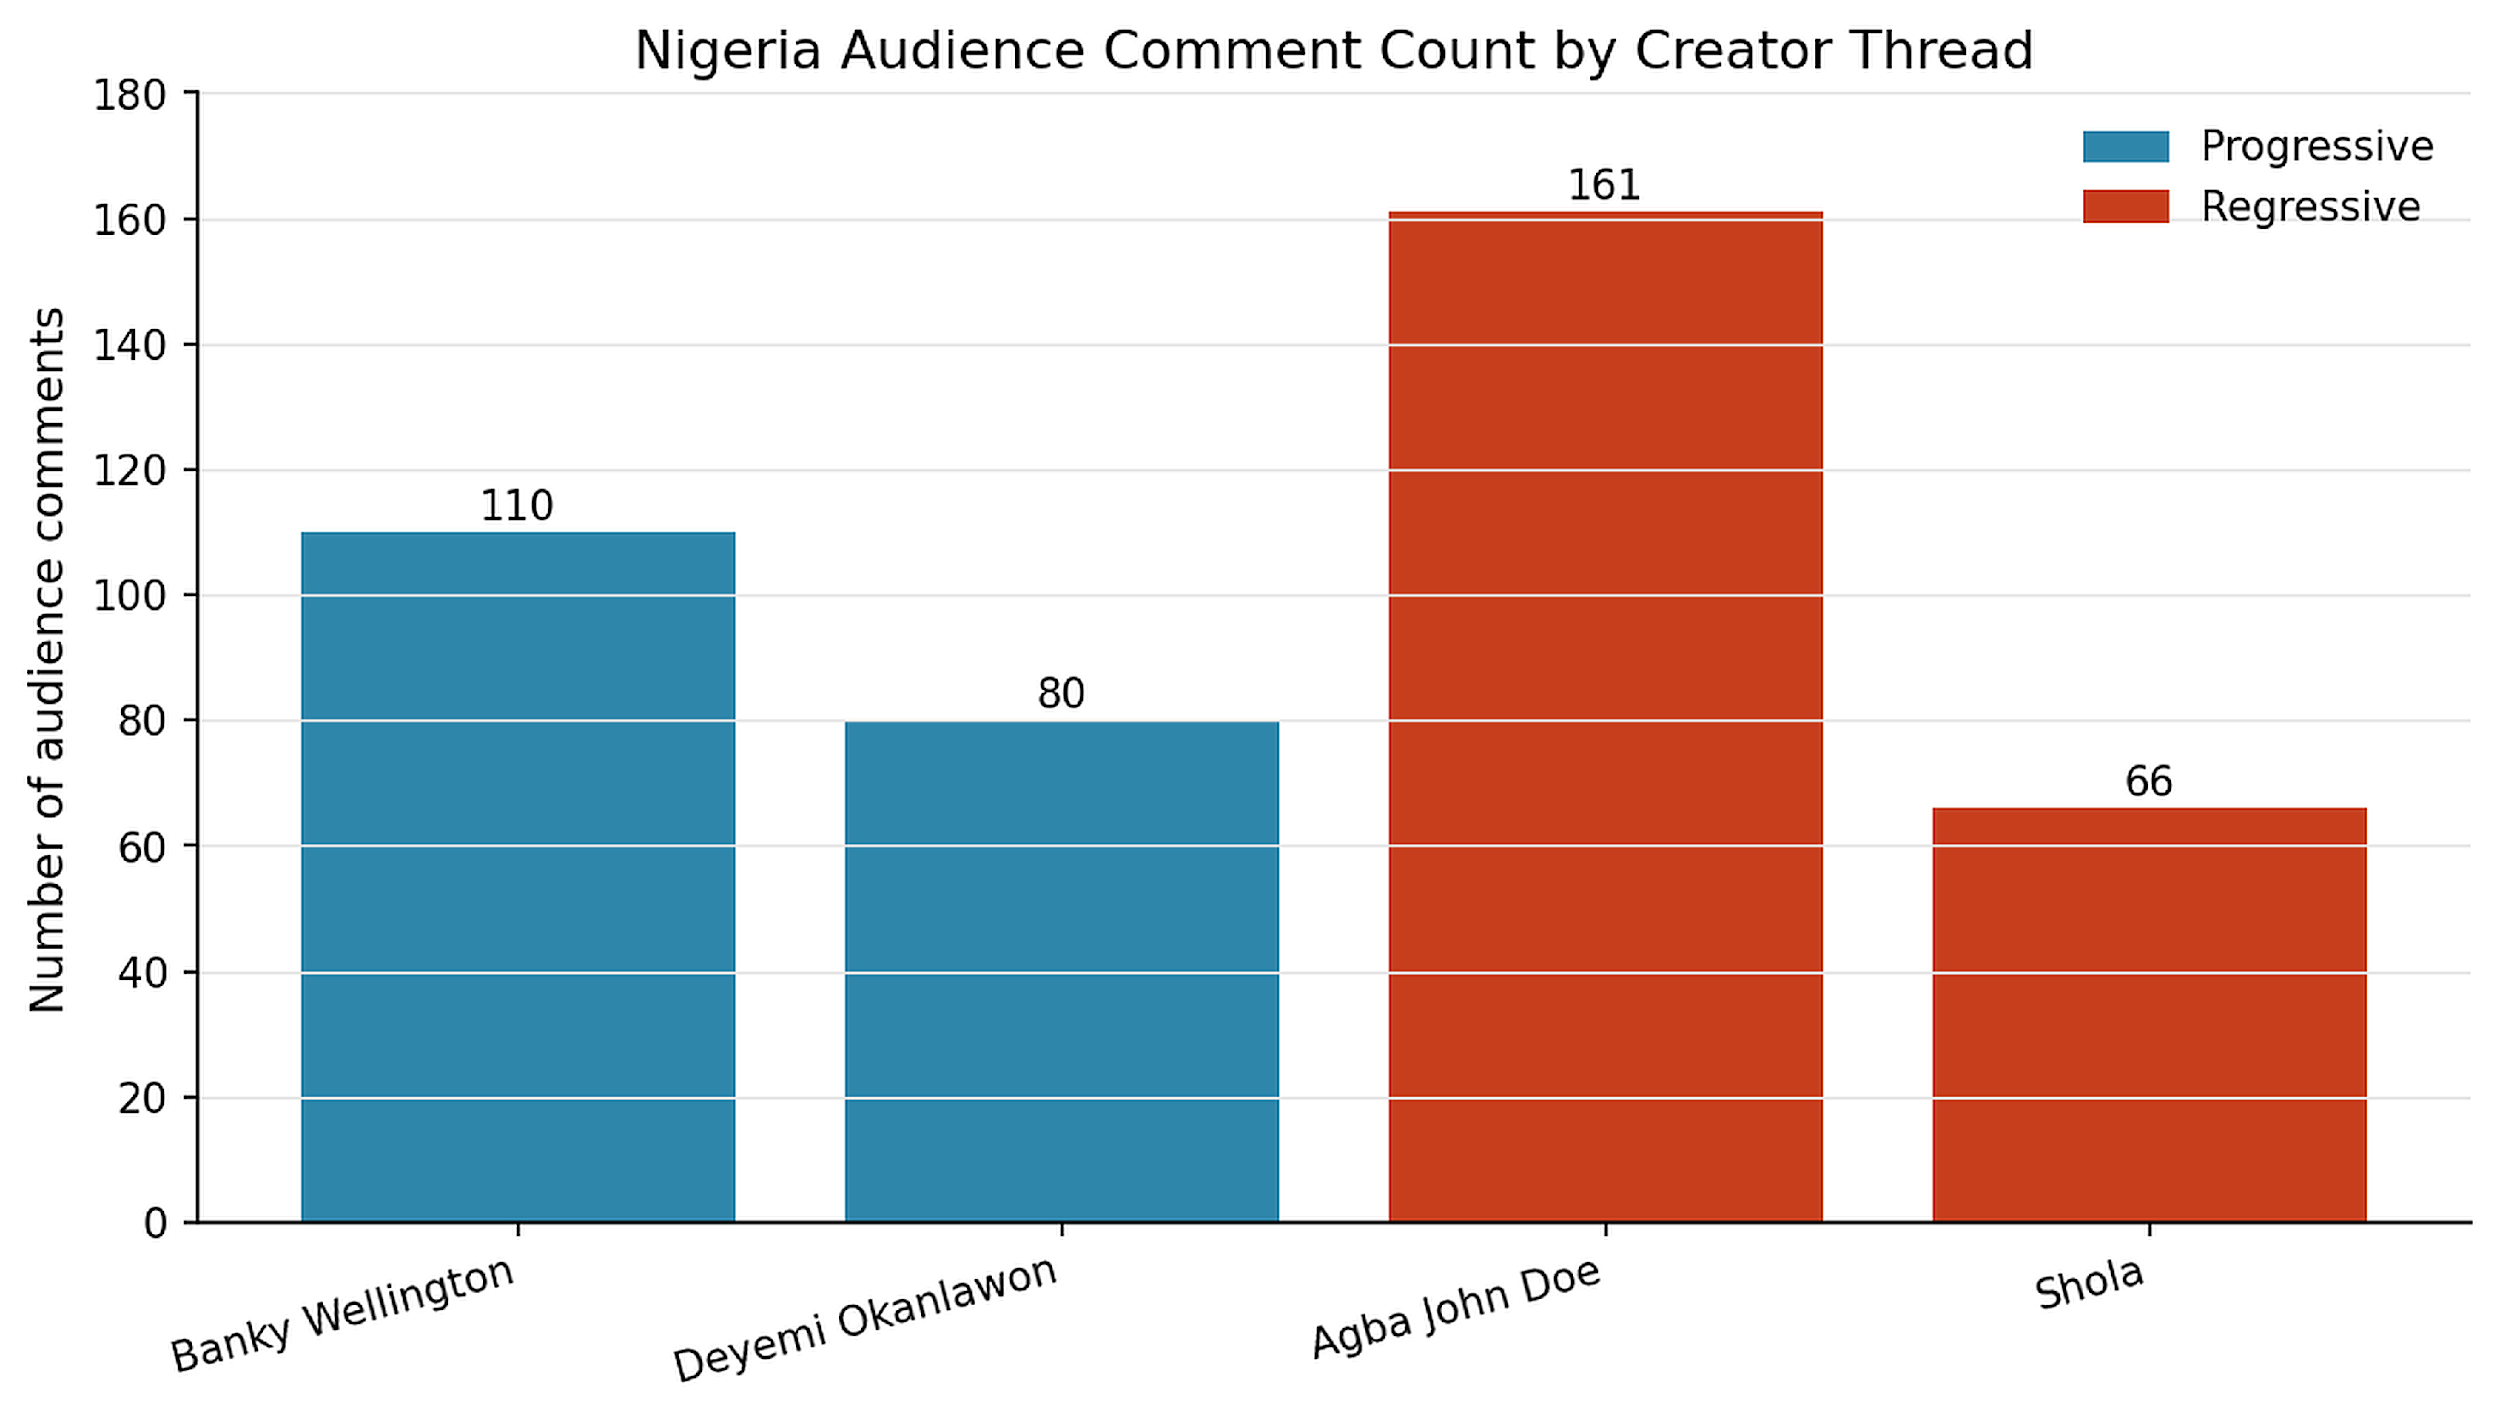 Nigeria Audience Comment Count by Creator Thread
Number of audience comments
180
160
140
120
100
80
60
40
20
0
Progressive
Regressive
110
80
161
66
Banky Wellington
Deyemi Okanlawon
Agba John Doe
Shola